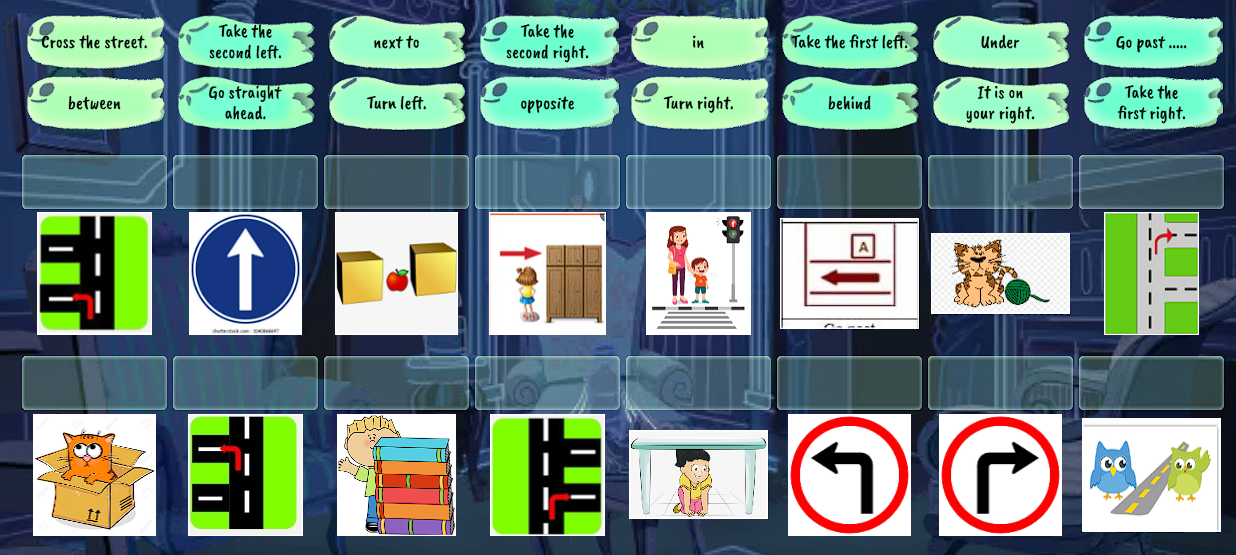 Cross the street.
Take the
second left.
next to
Take the
second right.
in
Take the first left.
Under
Go past .....
between
Go straight
ahead.
Turn left.
opposite
Turn right.
behind
It is on
your right.
Take the
first right.
shutterstock.com
A